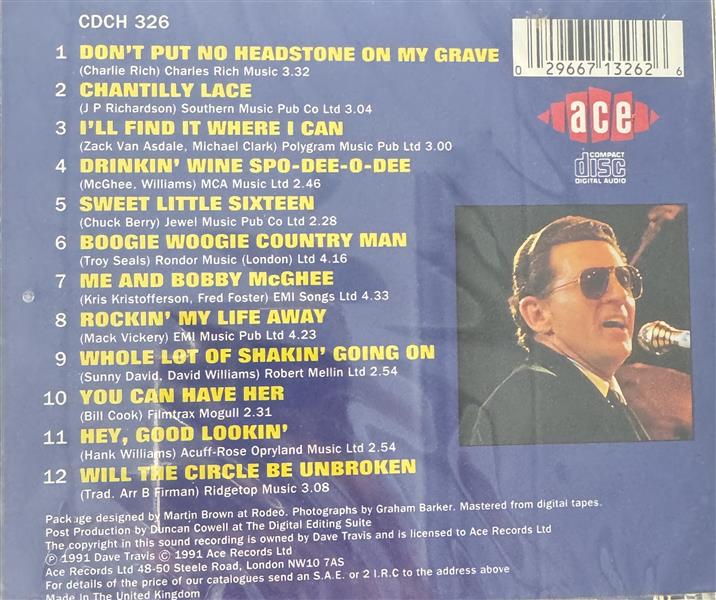 CDCH 326
1 DON'T PUT NO HEADSTONE ON MY GRAVE
(Charlie Rich) Charles Rich Music 3.32
2 CHANTILLY LACE
(J P Richardson) Southern Music Pub Co Ltd 3.04
3 I'LL FIND IT WHERE I CAN
(Zack Van Asdale, Michael Clark) Polygram Music Pub Ltd 3.00
4 DRINKIN' WINE SPO-DEE-O-DEE
(McGhee, Williams) MCA Music Ltd 2.46
5 SWEET LITTLE SIXTEEN
(Chuck Berry) Jewel Music Pub Co Ltd 2.28
6 BOOGIE WOOGIE COUNTRY MAN
(Troy Seals) Rondor Music (London) Ltd 4.16
7 ME AND BOBBY McGHEE
(Kris Kristofferson, Fred Foster) EMI Songs Ltd 4.33
8 ROCKIN' MY LIFE AWAY
(Mack Vickery) EMI Music Pub Ltd 4.23
9 WHOLE LOT OF SHAKIN' GOING ON
(Sunny David, David Williams) Robert Mellin Ltd 2.54
10 YOU CAN HAVE HER
(Bill Cook) Filmtrax Mogull 2.31
11 HEY, GOOD LOOKIN'
(Hank Williams) Acuff-Rose Opryland Music Ltd 2.54
12 WILL THE CIRCLE BE UNBROKEN
(Trad. Arr B Firman) Ridgetop Music 3.08
0 29667 13262 6
ace
COMPACT
disc
DIGITAL AUDIO
Package designed by Martin Brown at Rodeo. Photographs by Graham Barker. Mastered from digital tapes.
Post Production by Duncan Cowell at The Digital Editing Suite
The copyright in this sound recording is owned by Dave Travis and is licensed to Ace Records Ltd
℗ 1991 Dave Travis © 1991 Ace Records Ltd
Ace Records Ltd 48-50 Steele Road, London NW10 7AS
For details of the price of our catalogues send an S.A.E. or 2 I.R.C to the address above
Made In The United Kingdom